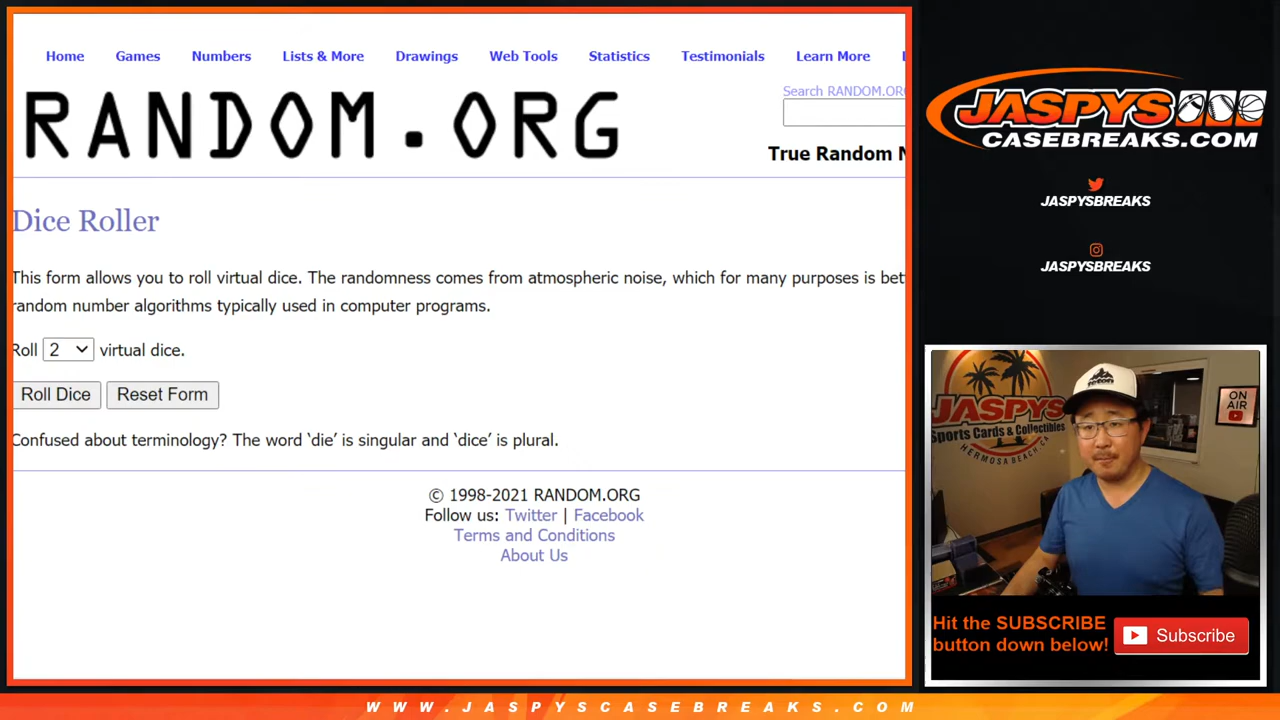 Home Games Numbers Lists & More Drawings Web Tools Statistics Testimonials Learn More
RANDOM.ORG
Search RANDOM.ORG
True Random N
Dice Roller
This form allows you to roll virtual dice. The randomness comes from atmospheric noise, which for many purposes is bet
random number algorithms typically used in computer programs.
Roll 2 virtual dice.
Roll Dice Reset Form
Confused about terminology? The word ‘die’ is singular and ‘dice’ is plural.
© 1998-2021 RANDOM.ORG
Follow us: Twitter | Facebook
Terms and Conditions
About Us
JASPYS
CASEBREAKS.COM
JASPYSBREAKS
JASPYSBREAKS
JASPYS
Sports Cards & Collectibles
HERMOSA BEACH, CA
ON
AIR
Hit the SUBSCRIBE
button down below!
Subscribe
WWW.JASPYSCASEBREAKS.COM